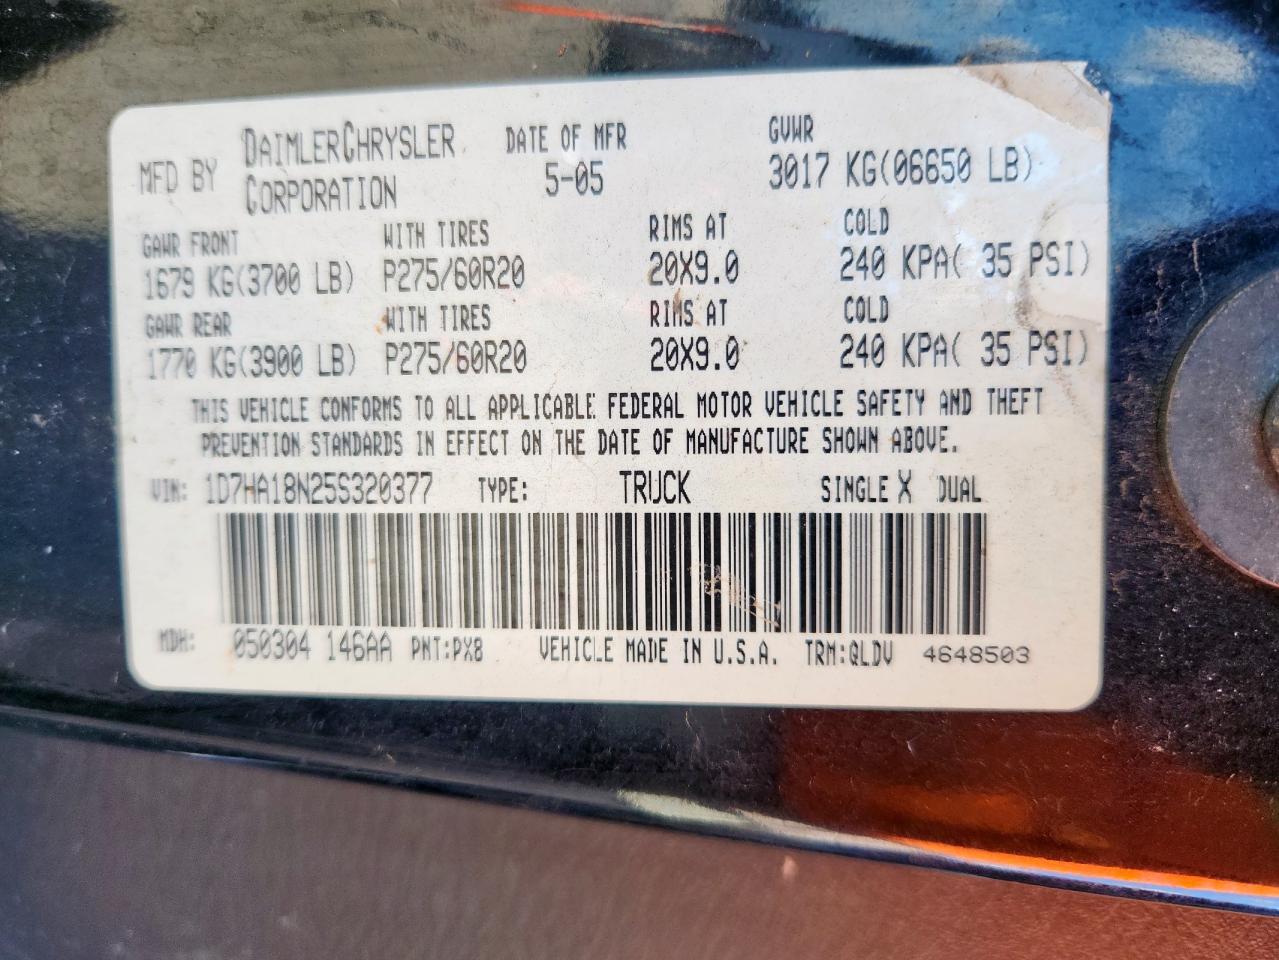 MFD BY DAIMLERCHRYSLER CORPORATION DATE OF MFR 5-05 GVWR 3017 KG(06650 LB)
GAWR FRONT WITH TIRES RIMS AT COLD
1679 KG(3700 LB) P275/60R20 20X9.0 240 KPA( 35 PSI)
GAWR REAR WITH TIRES RIMS AT COLD
1770 KG(3900 LB) P275/60R20 20X9.0 240 KPA( 35 PSI)
THIS VEHICLE CONFORMS TO ALL APPLICABLE FEDERAL MOTOR VEHICLE SAFETY AND THEFT
PREVENTION STANDARDS IN EFFECT ON THE DATE OF MANUFACTURE SHOWN ABOVE.
VIN: 1D7HA18N25S320377 TYPE: TRUCK SINGLE X DUAL
MDH: 050304 146AA PNT:PX8 VEHICLE MADE IN U.S.A. TRM:QLDV 4648503